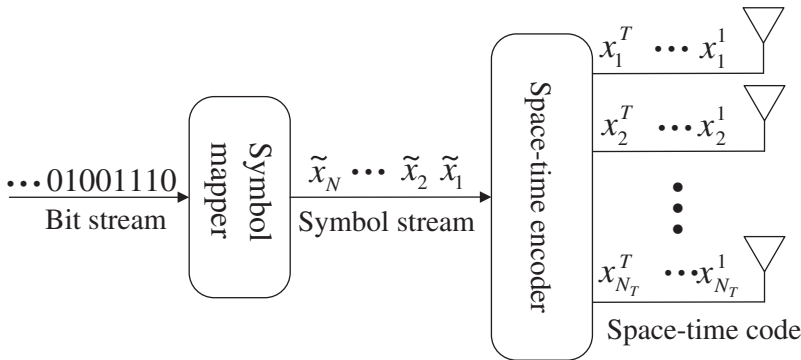 x_1^T ⋯ x_1^1
Space-time encoder
Symbol mapper
x_2^T ⋯ x_2^1
⋯01001110
x̃_N ⋯ x̃_2 x̃_1
Bit stream
Symbol stream
x_{N_T}^T ⋯ x_{N_T}^1
Space-time code